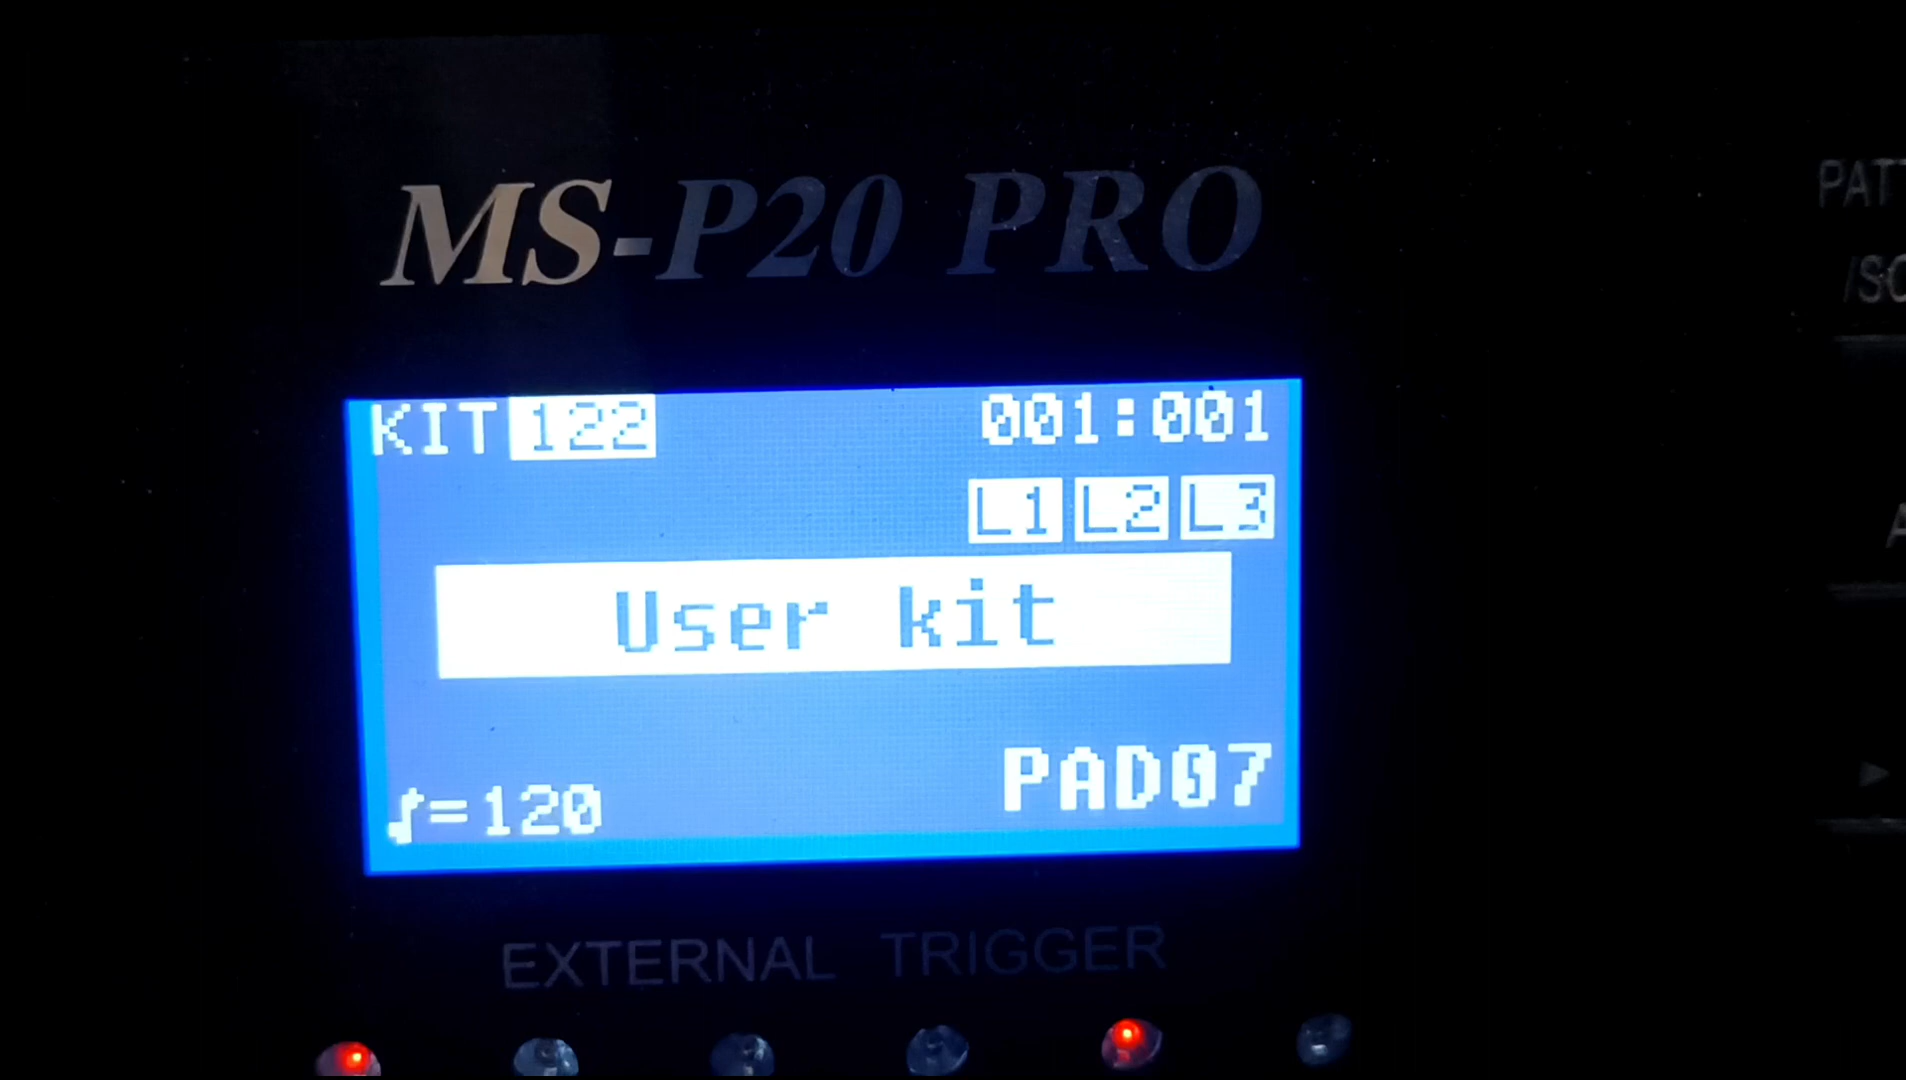 MS-P20 PRO
KIT 122 001:001
L1 L2 L3
User kit
♪=120 PAD07
EXTERNAL TRIGGER